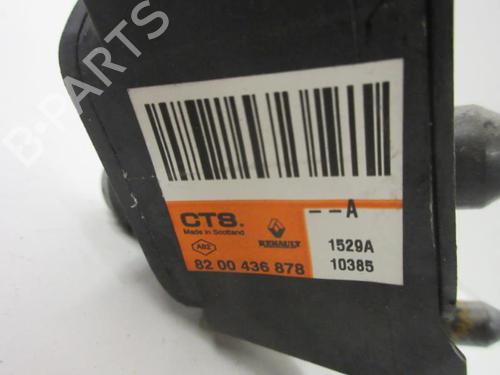 B-PARTS
--A
CTS.
Made in Scotland
RENAULT
1529A
82 00 436 878
10385